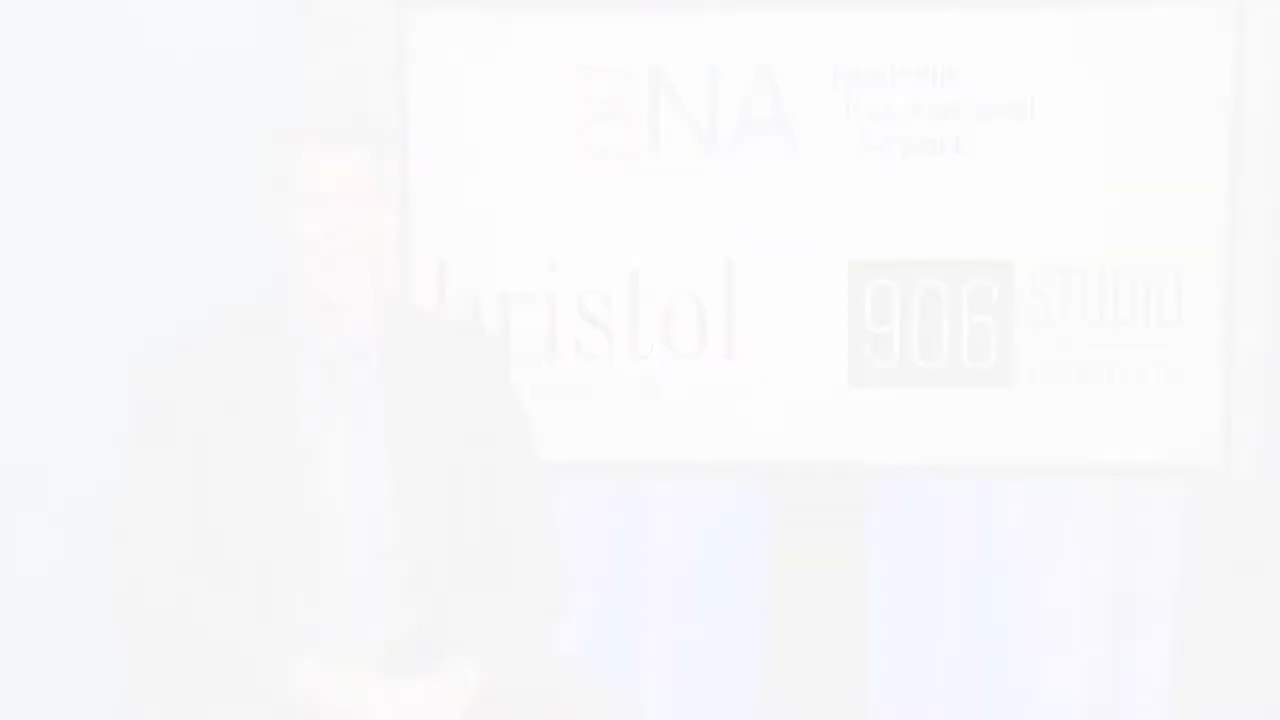 BNA
Nashville
International
Airport
bristol
906
STUDIO